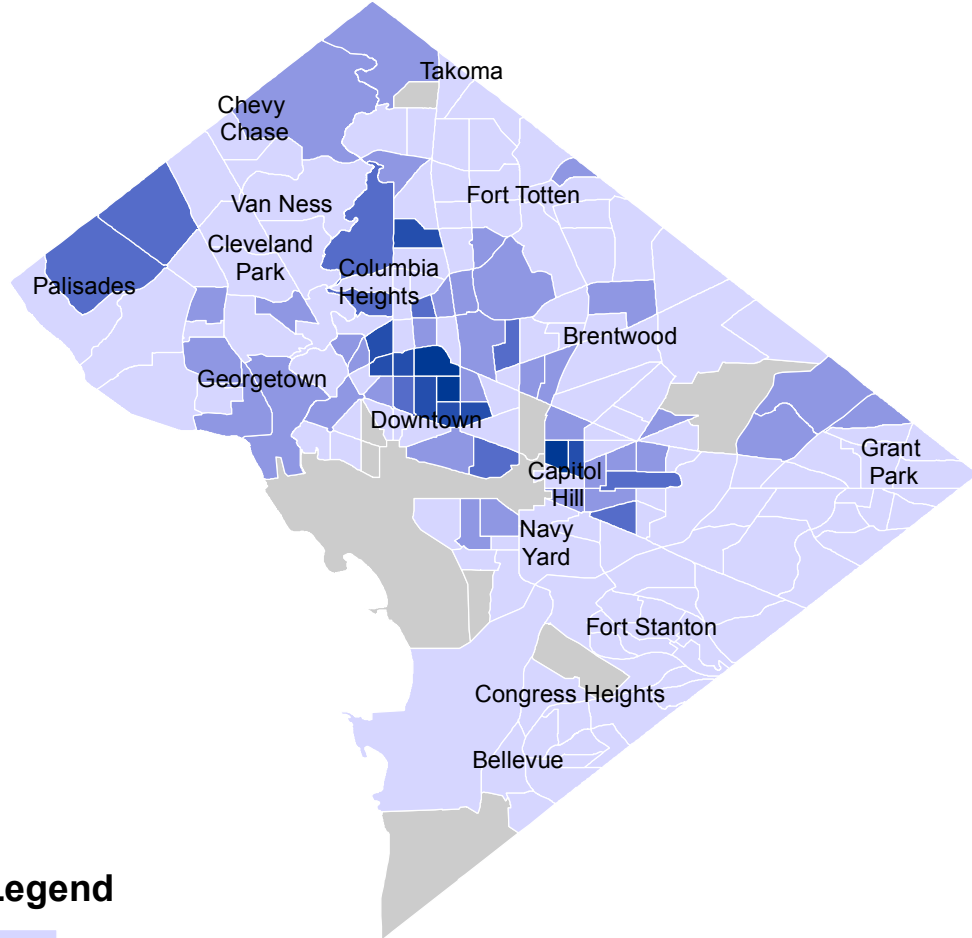 Takoma
Chevy
Chase
Fort Totten
Van Ness
Cleveland
Park
Columbia
Heights
Palisades
Brentwood
Georgetown
Downtown
Grant
Park
Capitol
Hill
Navy
Yard
Fort Stanton
Congress Heights
Bellevue
Legend